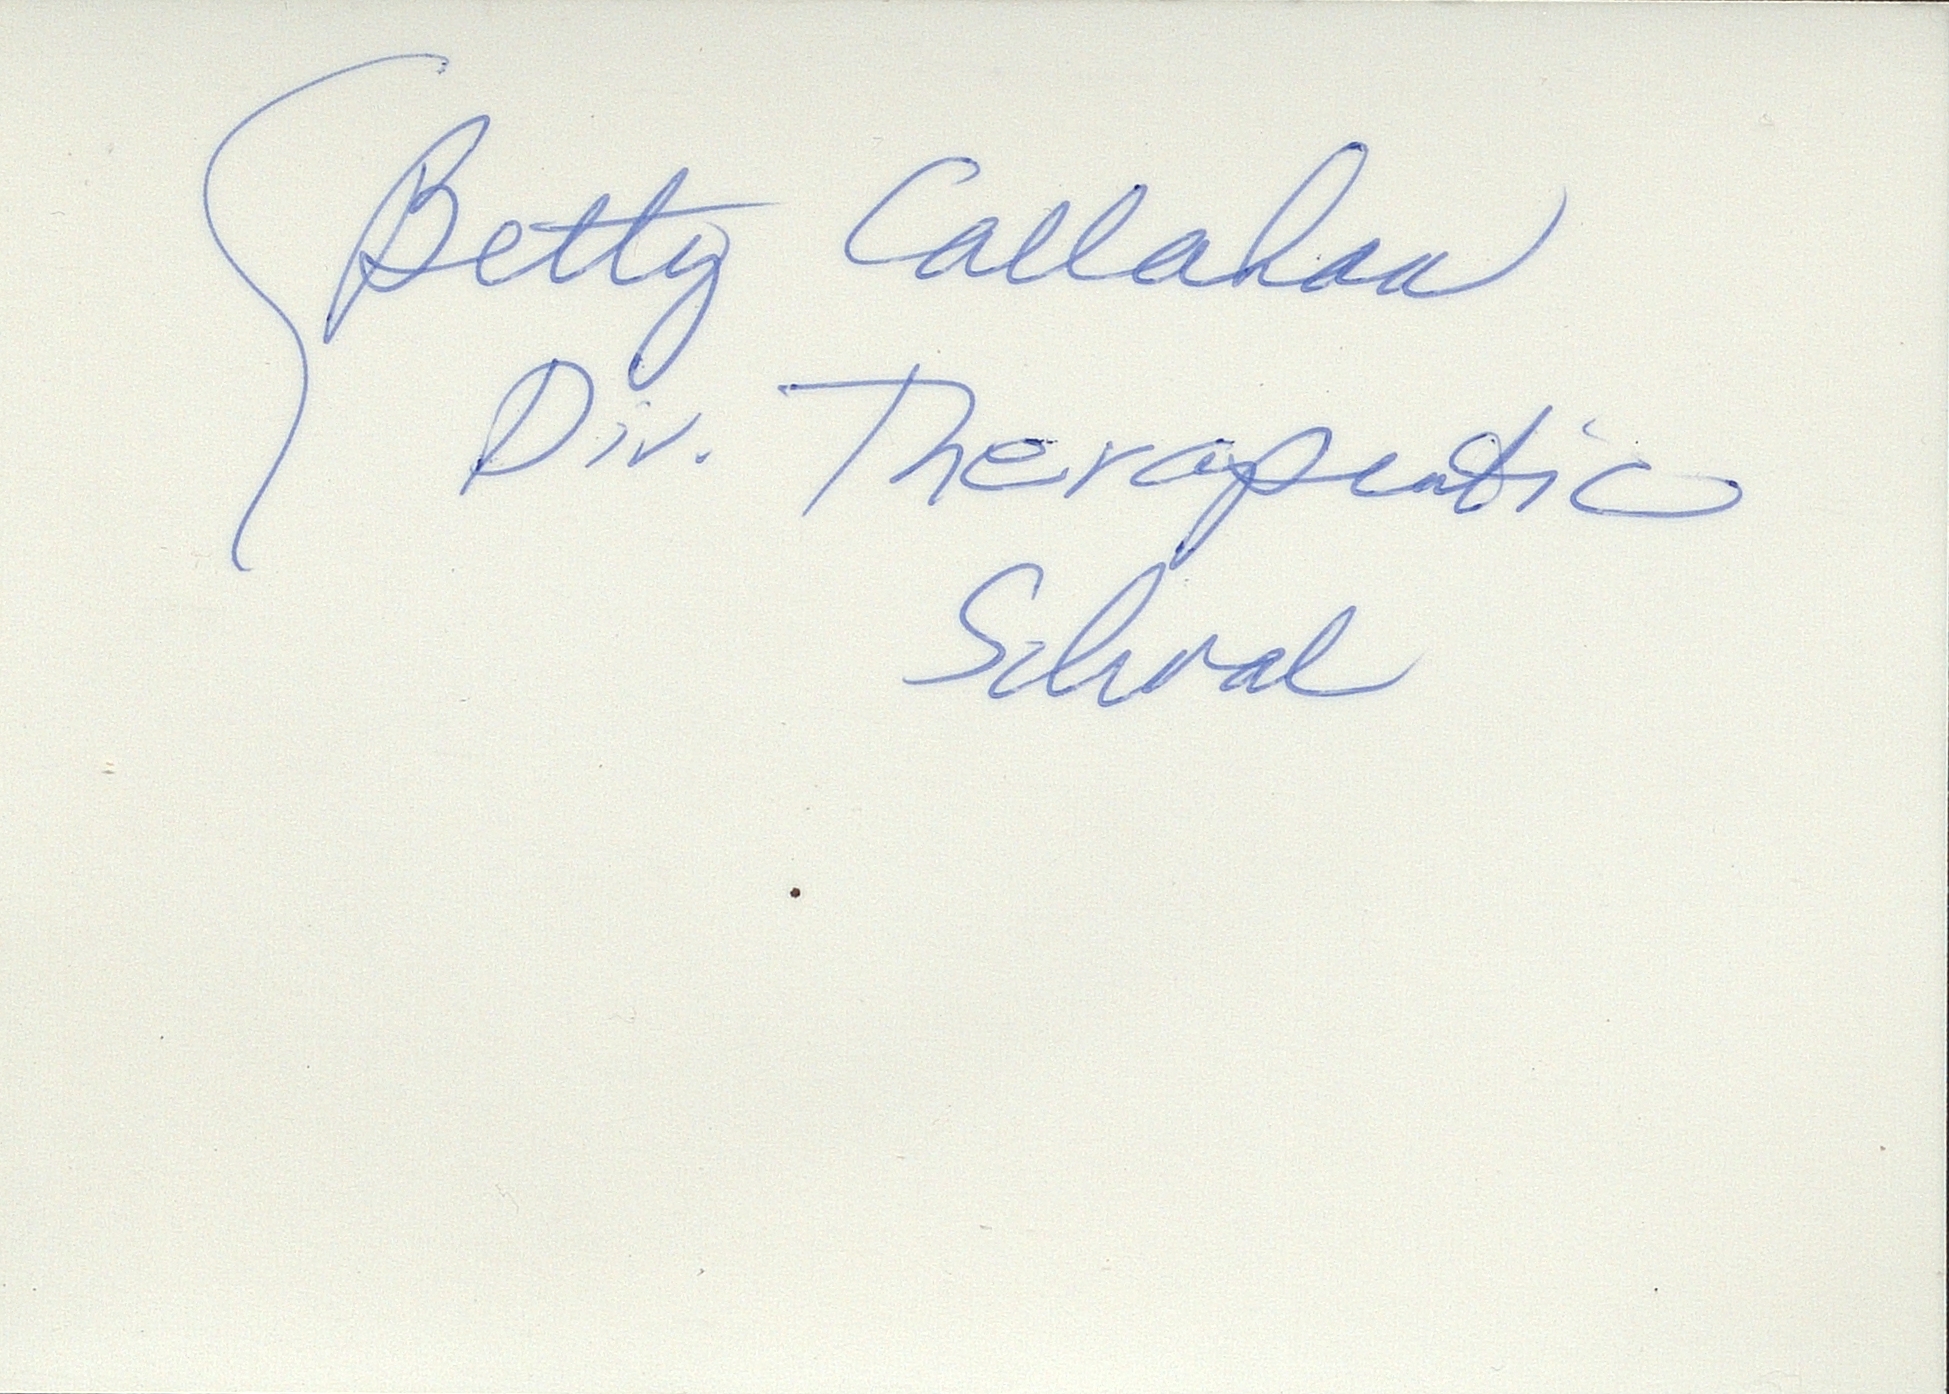 Betty Callahan
Div. Therapeutic
School